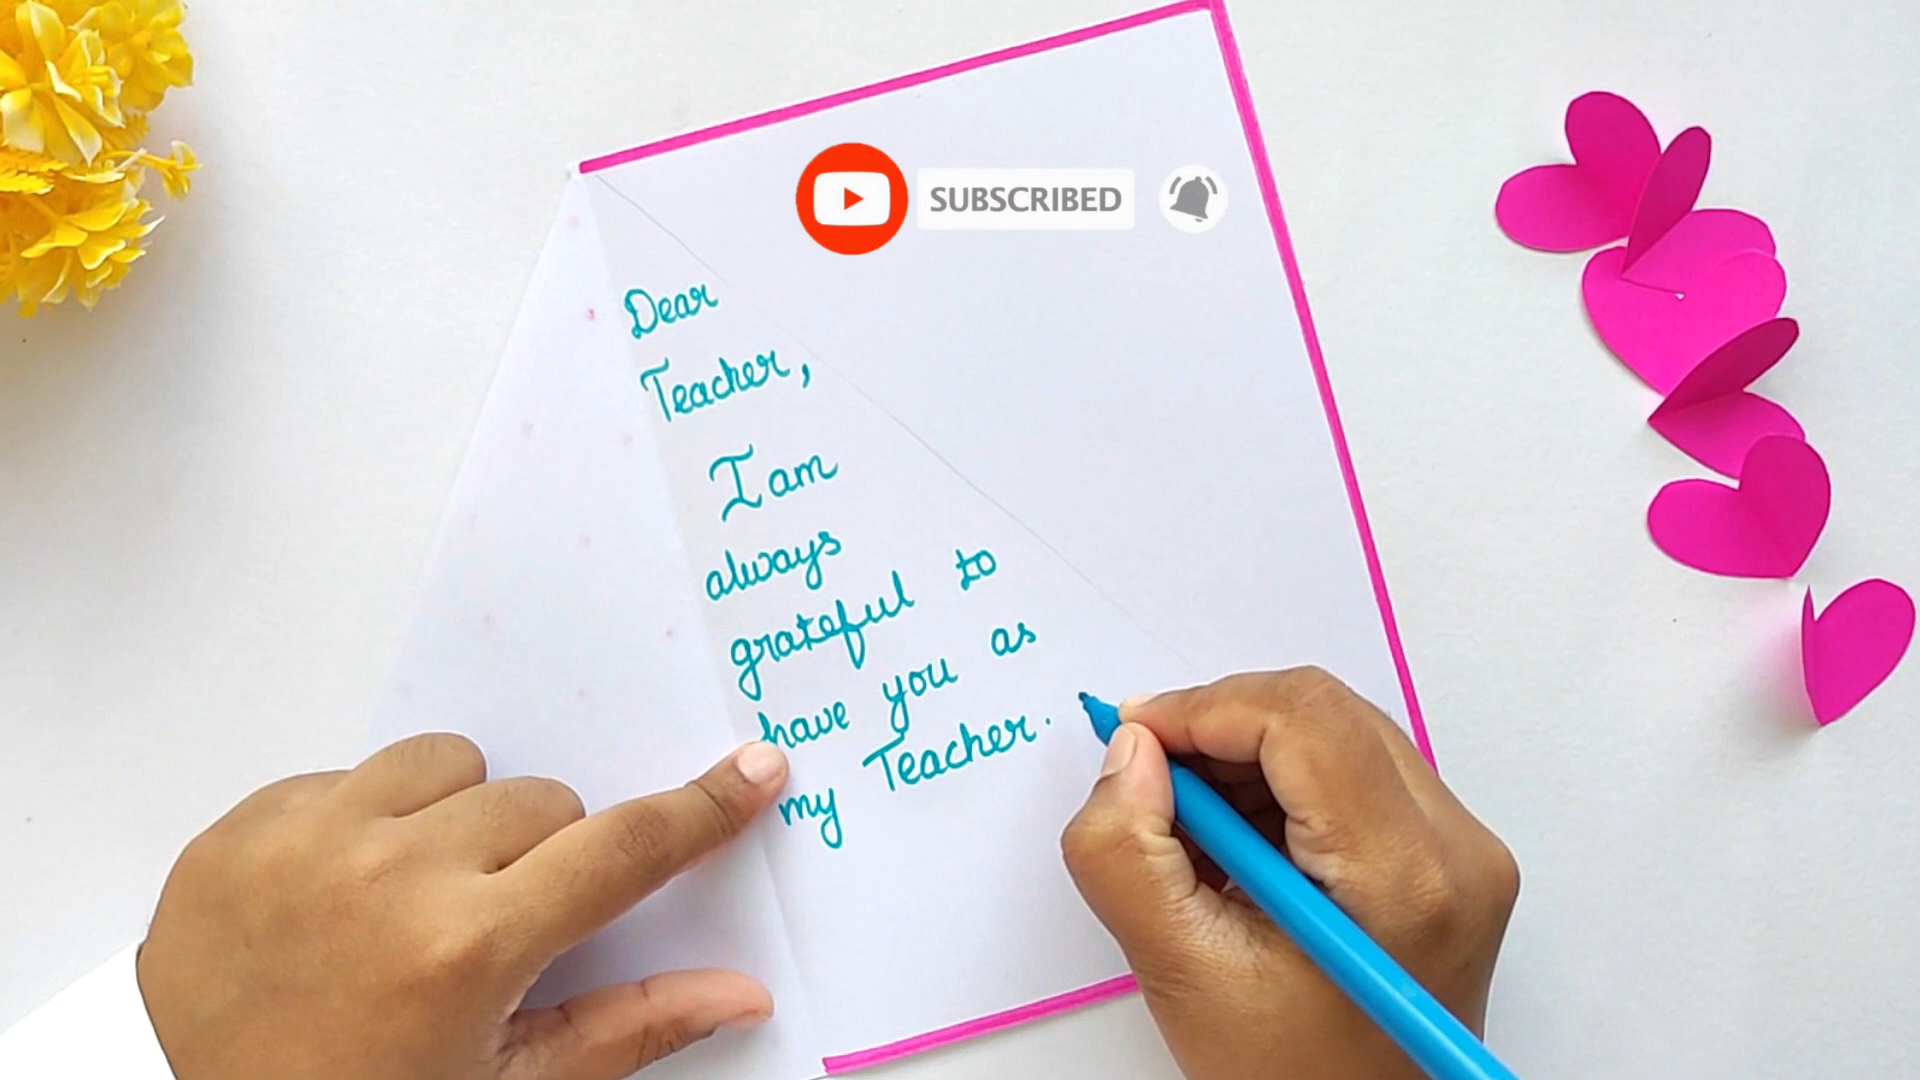 SUBSCRIBED
Dear
Teacher,
I am
always
grateful to
have you as
my Teacher.